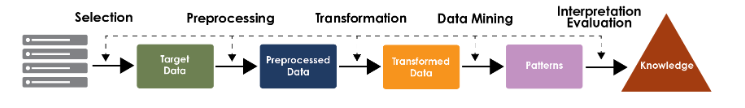 Selection
Preprocessing
Transformation
Data Mining
Interpretation
Evaluation
Target
Data
Preprocessed
Data
Transformed
Data
Patterns
Knowledge